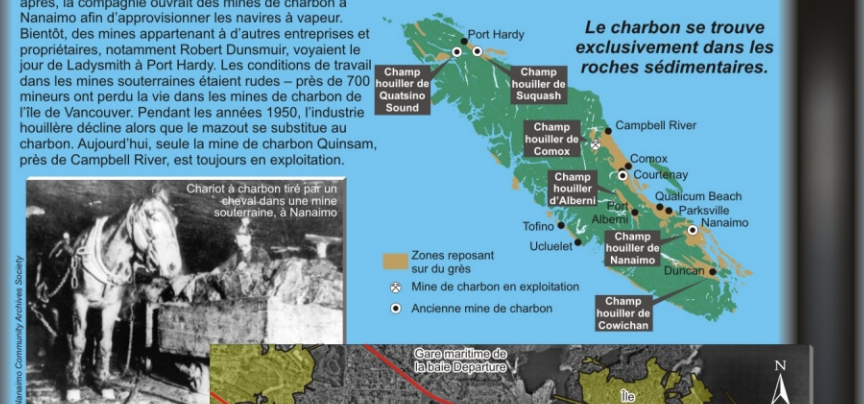 après, la compagnie ouvrait des mines de charbon à
Nanaimo afin d'approvisionner les navires à vapeur.
Bientôt, des mines appartenant à d'autres entreprises et
propriétaires, notamment Robert Dunsmuir, voyaient le
jour de Ladysmith à Port Hardy. Les conditions de travail
dans les mines souterraines étaient rudes – près de 700
mineurs ont perdu la vie dans les mines de charbon de
l'île de Vancouver. Pendant les années 1950, l'industrie
houillère décline alors que le mazout se substitue au
charbon. Aujourd'hui, seule la mine de charbon Quinsam,
près de Campbell River, est toujours en exploitation.
Chariot à charbon tiré par un
cheval dans une mine
souterraine, à Nanaimo
Nanaimo Community Archives Society
Le charbon se trouve
exclusivement dans les
roches sédimentaires.
Port Hardy
Champ
houiller de
Quatsino
Sound
Champ
houiller de
Suquash
Champ
houiller de
Comox
Campbell River
Comox
Courtenay
Champ
houiller
d'Alberni
Port
Alberni
Qualicum Beach
Parksville
Nanaimo
Tofino
Ucluelet
Champ
houiller de
Nanaimo
Duncan
Champ
houiller de
Cowichan
Zones reposant
sur du grès
Mine de charbon en exploitation
Ancienne mine de charbon
Gare maritime de
la baie Departure
Île
N